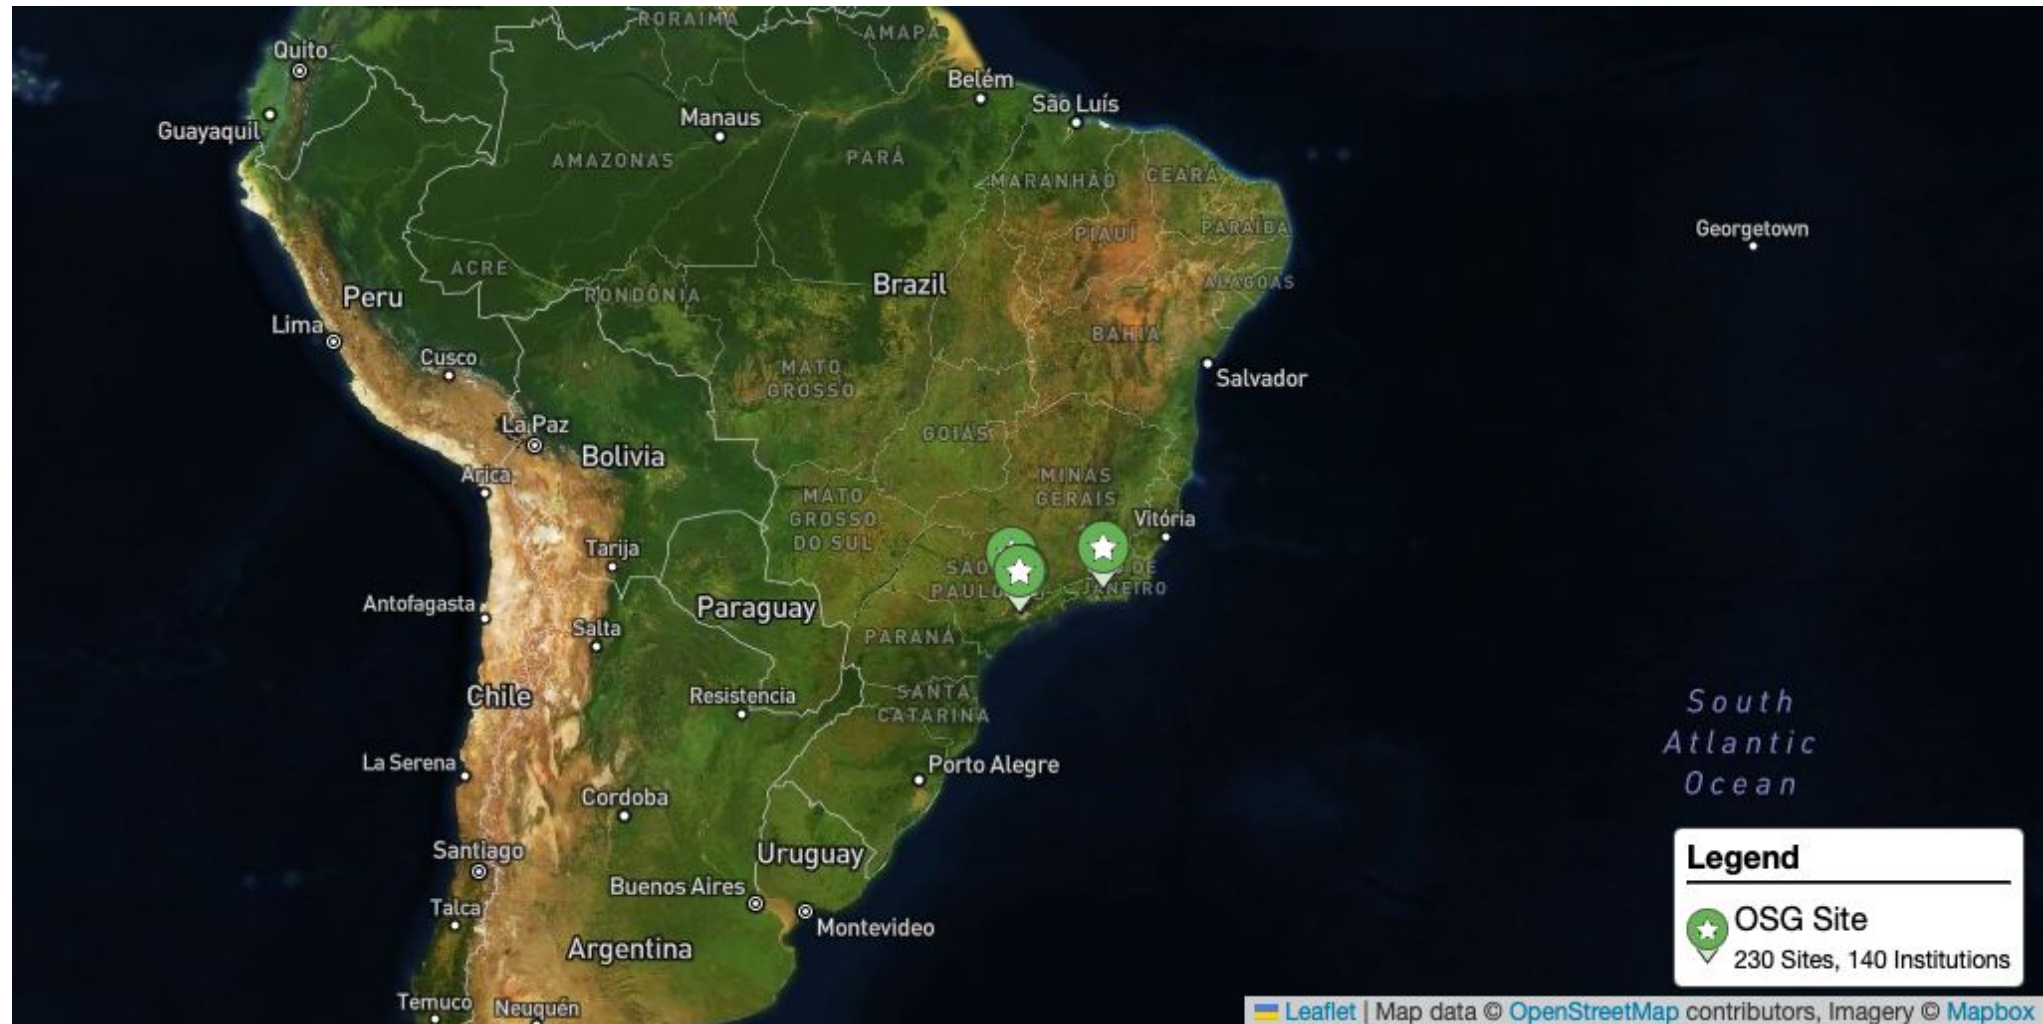 RORAIMA
AMAPÁ
Quito
Belém
São Luís
Guayaquil
Manaus
AMAZONAS
PARÁ
MARANHÃO
CEARÁ
PIAUÍ
PARAÍBA
Georgetown
ACRE
RONDÔNIA
Brazil
ALAGOAS
Peru
Lima
BAHIA
Cusco
MATO
GROSSO
Salvador
La Paz
GOIÁS
Bolivia
Arica
MINAS
GERAIS
MATO
GROSSO
DO SUL
Vitória
Tarija
SÃO
PAULO
DE
JANEIRO
Antofagasta
Paraguay
Salta
PARANÁ
Chile
Resistencia
SANTA
CATARINA
South
Atlantic
Ocean
La Serena
Porto Alegre
Cordoba
Santiago
Uruguay
Buenos Aires
Talca
Montevideo
Argentina
Temuco
Neuquén
Legend
OSG Site
230 Sites, 140 Institutions
Leaflet | Map data © OpenStreetMap contributors, Imagery © Mapbox